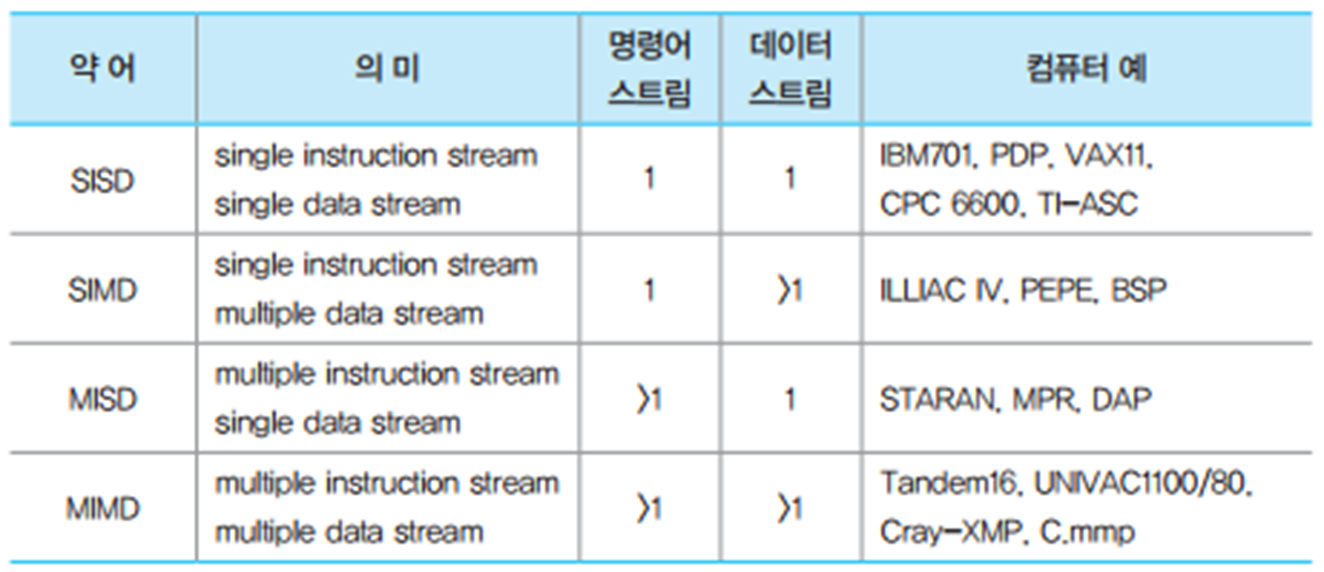 약 어
의 미
명령어
스트림
데이터
스트림
컴퓨터 예
SISD
single instruction stream
single data stream
1
1
IBM701, PDP, VAX11,
CPC 6600, TI-ASC
SIMD
single instruction stream
multiple data stream
1
>1
ILLIAC IV, PEPE, BSP
MISD
multiple instruction stream
single data stream
>1
1
STARAN, MPR, DAP
MIMD
multiple instruction stream
multiple data stream
>1
>1
Tandem16, UNIVAC1100/80,
Cray-XMP, C.mmp